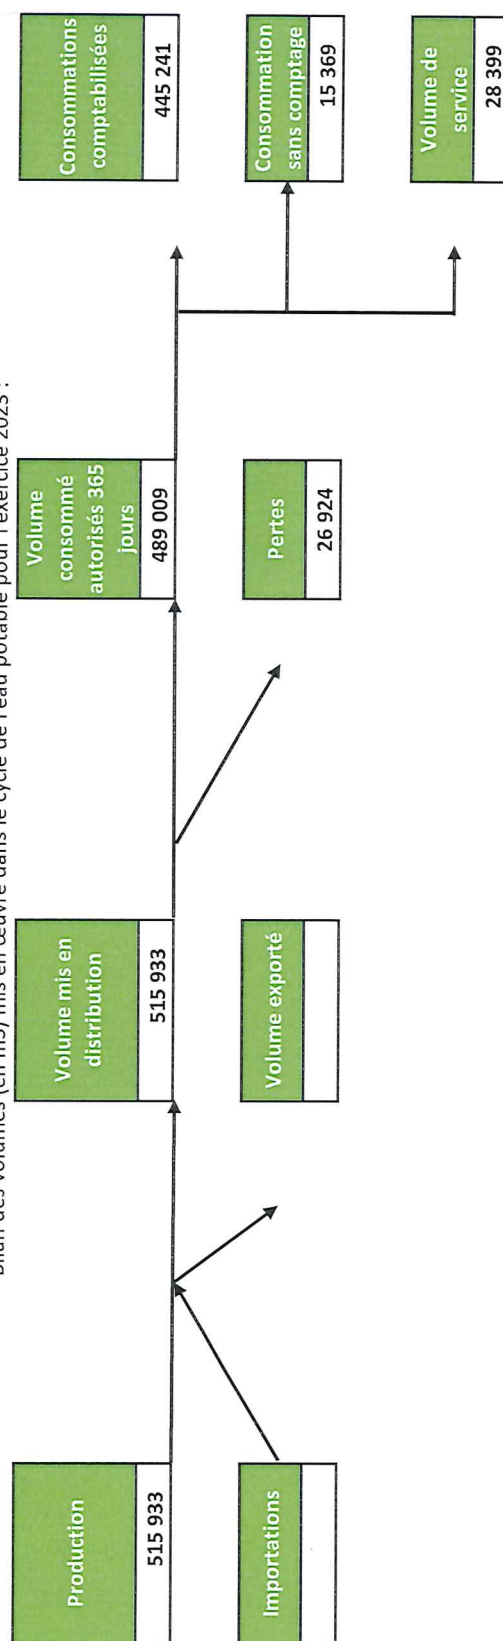 Bilan des volumes (en m3) mis en œuvre dans le cycle de l'eau potable pour l'exercice 2023 :
Production
515 933
Importations
Volume mis en
distribution
515 933
Volume exporté
Volume
consommé
autorisés 365
jours
489 009
Pertes
26 924
Consommations
comptabilisées
445 241
Consommation
sans comptage
15 369
Volume de
service
28 399